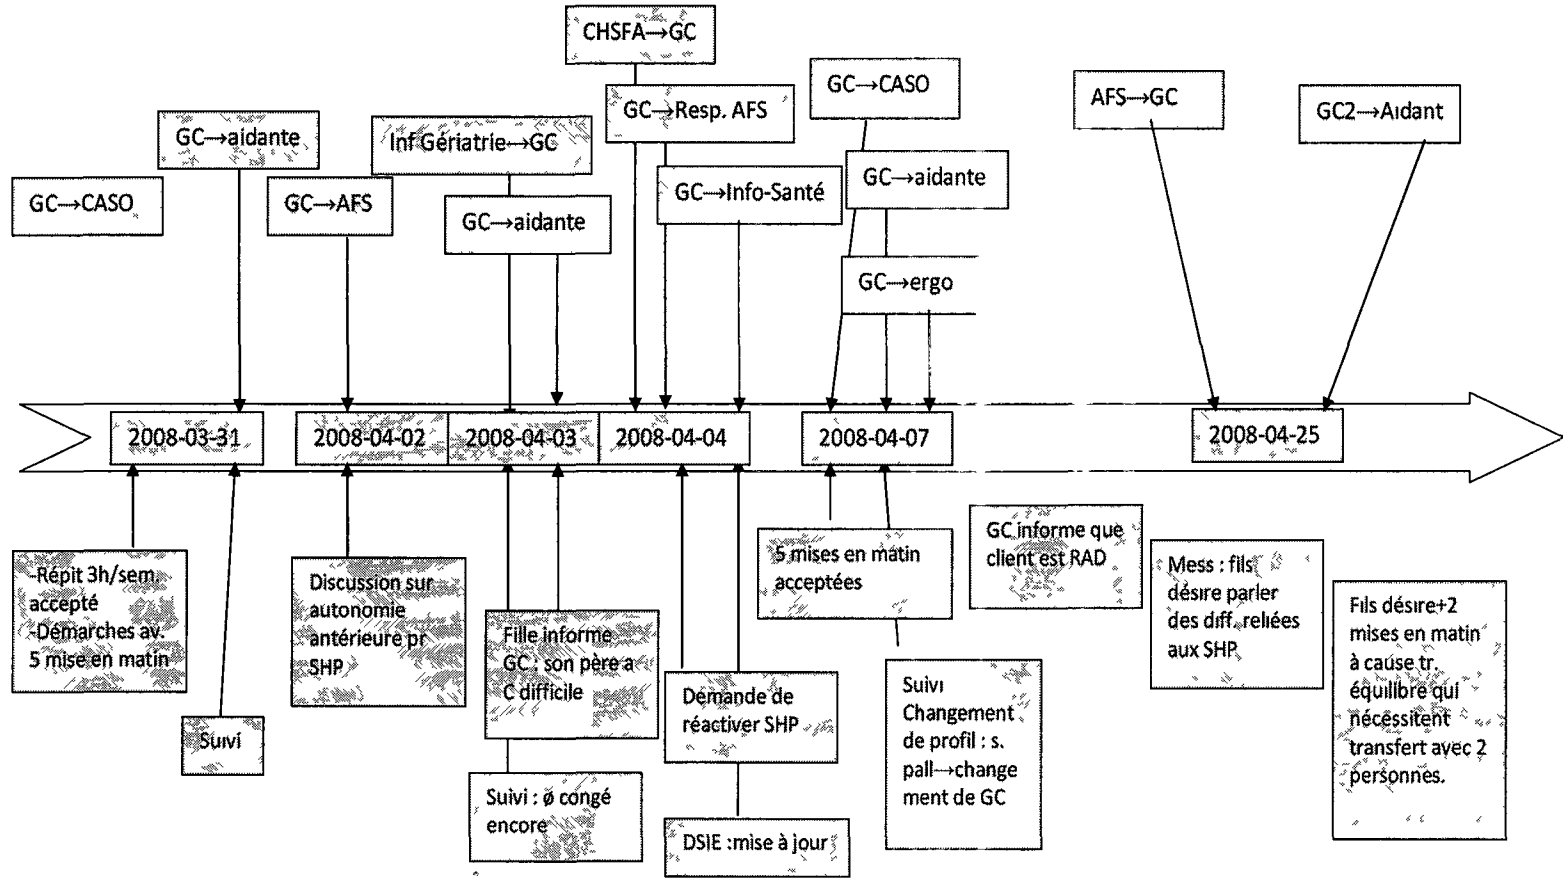 CHSFA→GC
GC→CASO
AFS→GC
GC→Resp. AFS
GC2→Aidant
GC→aidante
Inf Gériatrie→GC
GC→aidante
GC→Info-Santé
GC→CASO
GC→AFS
GC→aidante
GC→ergo
2008-03-31
2008-04-02
2008-04-03
2008-04-04
2008-04-07
2008-04-25
-Répit 3h/sem.
accepté
-Démarches av.
5 mise en matin
Suivi
Discussion sur
autonomie
antérieure pr
SHP
Fille informe
GC : son père a
C difficile
Suivi : ø congé
encore
Demande de
réactiver SHP
DSIE :mise à jour
5 mises en matin
acceptées
Suivi
Changement
de profil : s.
pall→change
ment de GC
GC informe que
client est RAD
Mess : fils
désire parler
des diff. reliées
aux SHP
Fils désire+2
mises en matin
à cause tr.
équilibre qui
nécessitent
transfert avec 2
personnes.